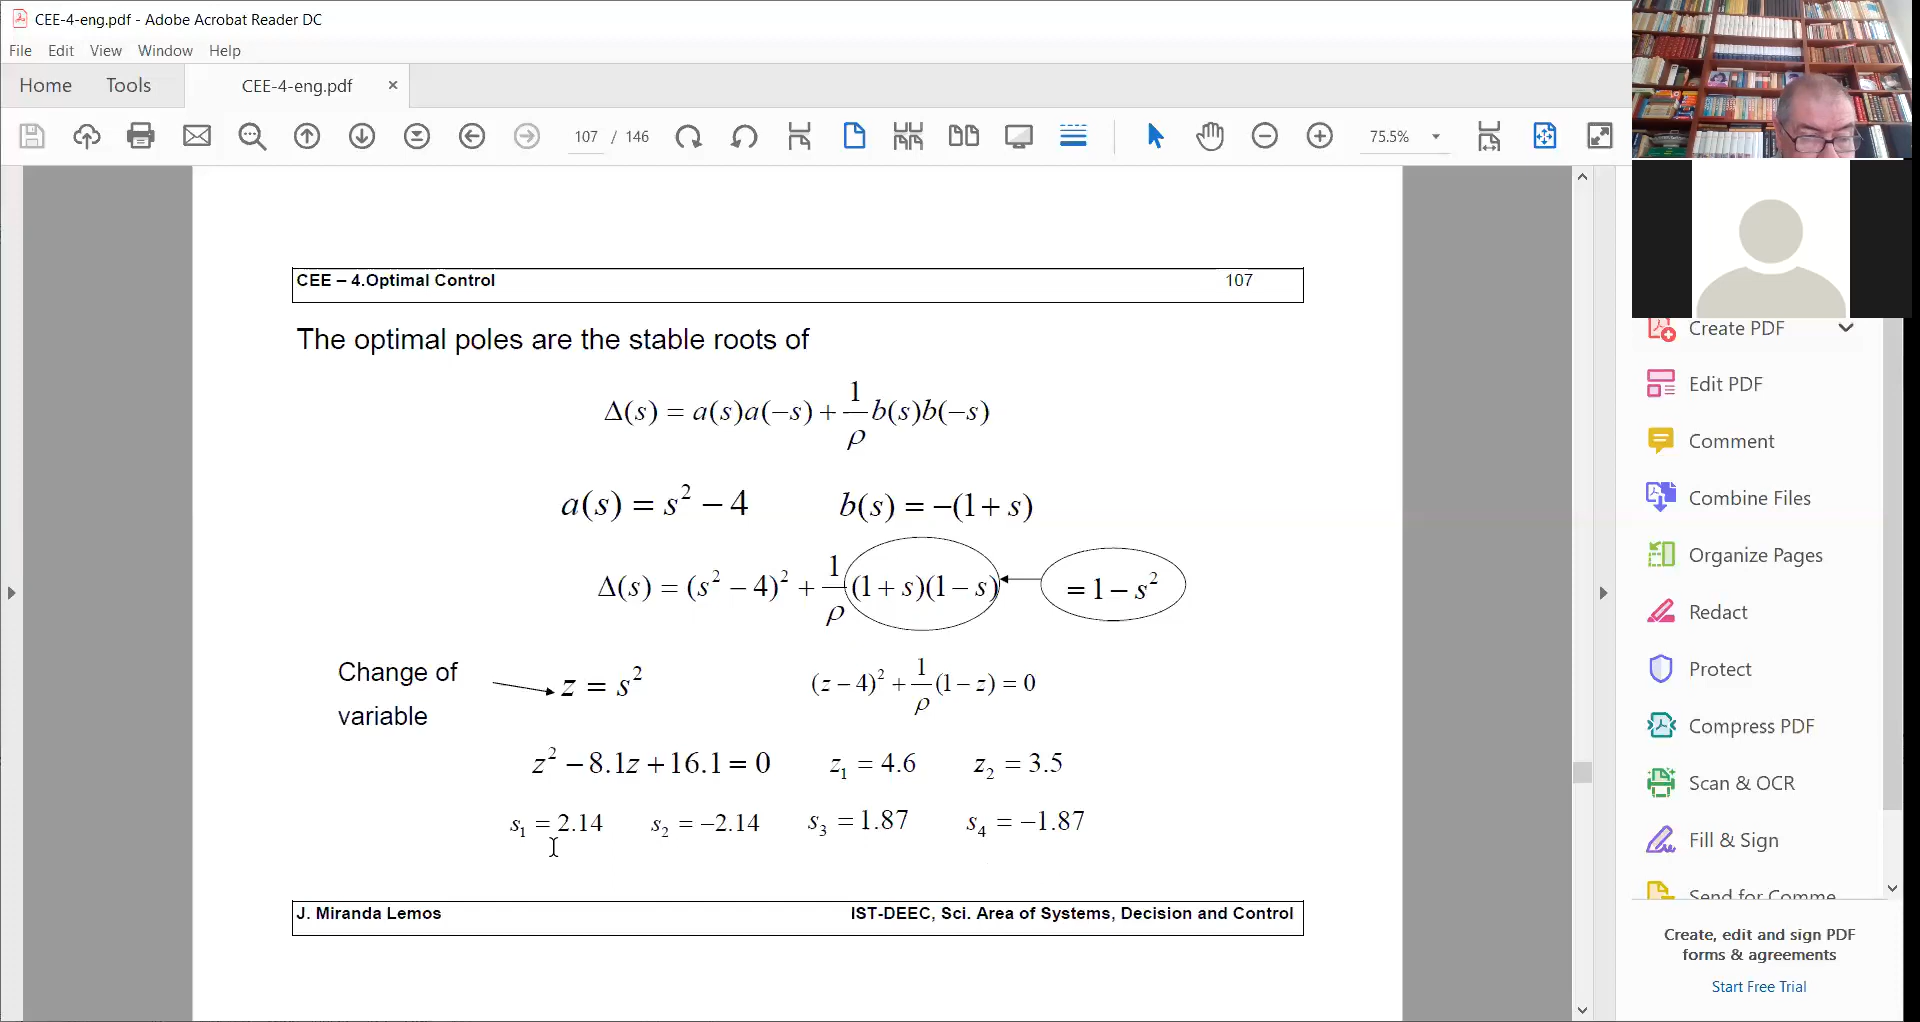 CEE-4-eng.pdf - Adobe Acrobat Reader DC
File Edit View Window Help
Home Tools CEE-4-eng.pdf ×
107 / 146 75.5%
CEE – 4.Optimal Control 107
The optimal poles are the stable roots of
Δ(s) = a(s)a(−s) + 1/ρ b(s)b(−s)
a(s) = s² − 4 b(s) = −(1 + s)
Δ(s) = (s² − 4)² + 1/ρ (1 + s)(1 − s) = 1 − s²
Change of
variable
z = s² (z − 4)² + 1/ρ (1 − z) = 0
z² − 8.1z + 16.1 = 0 z₁ = 4.6 z₂ = 3.5
s₁ = 2.14 s₂ = −2.14 s₃ = 1.87 s₄ = −1.87
J. Miranda Lemos IST-DEEC, Sci. Area of Systems, Decision and Control
Create PDF
Edit PDF
Comment
Combine Files
Organize Pages
Redact
Protect
Compress PDF
Scan & OCR
Fill & Sign
Send for Comme
Create, edit and sign PDF
forms & agreements
Start Free Trial